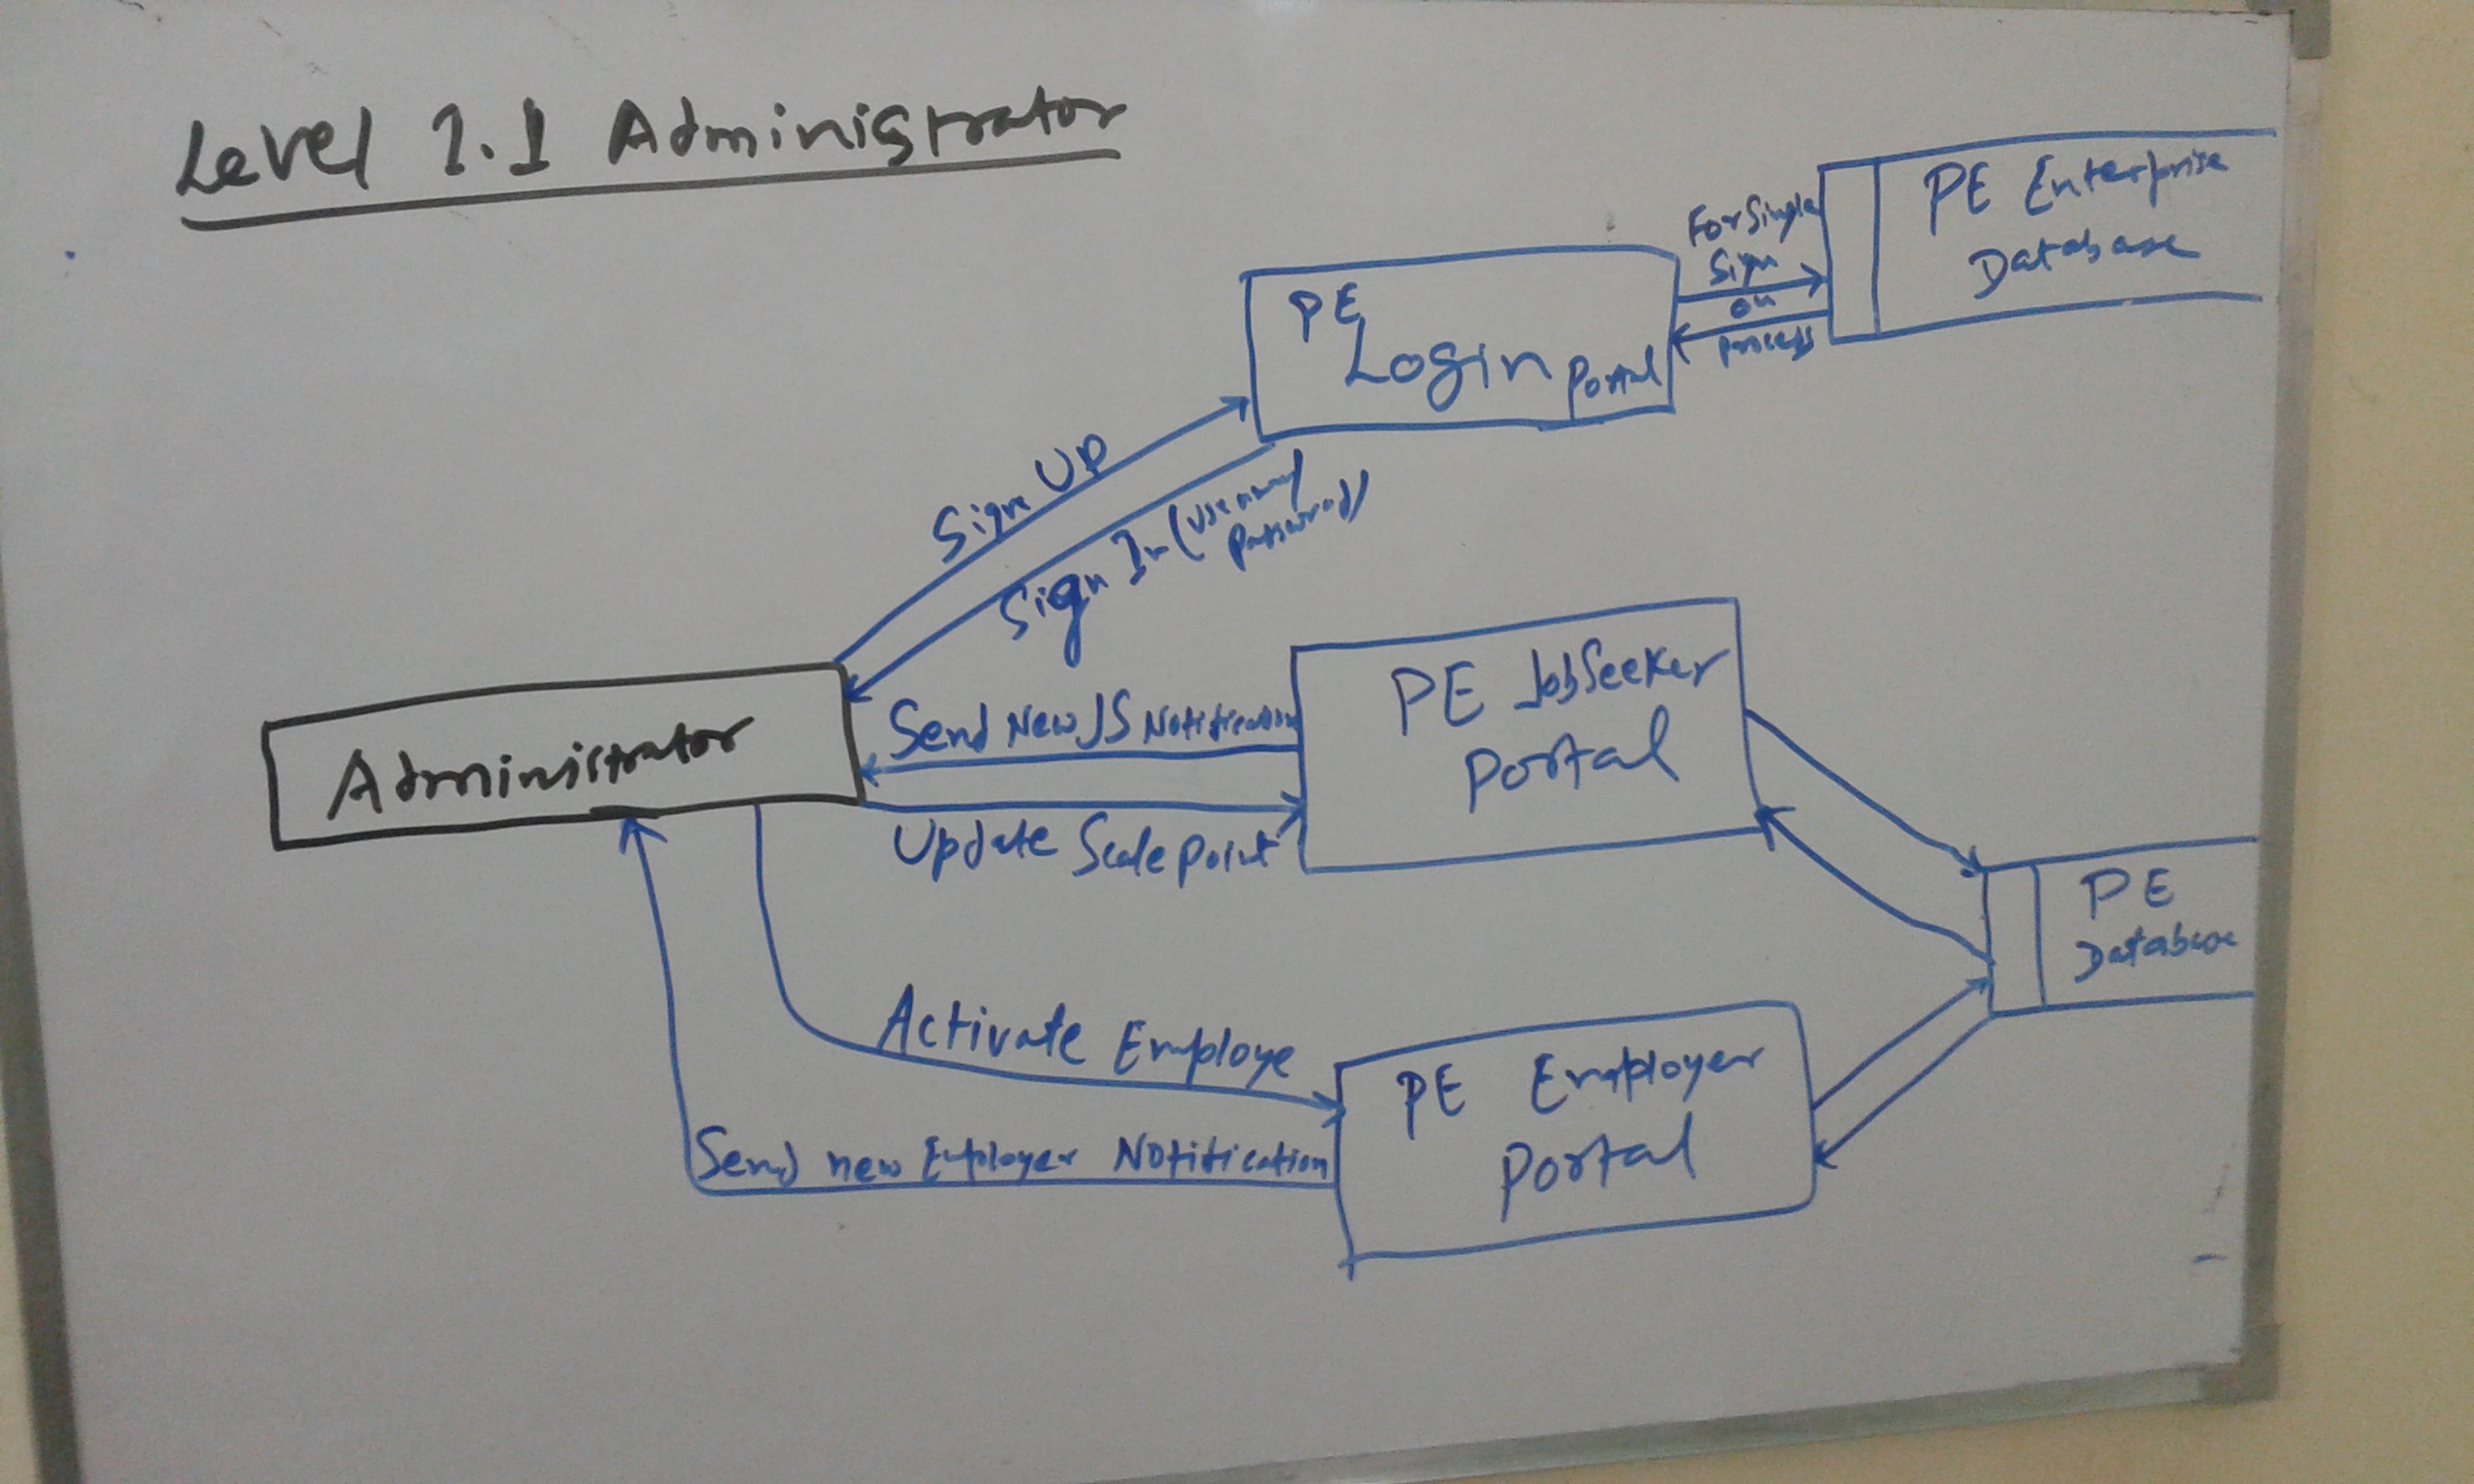 Level 1.1 Administrator
PE Enterprise
Database
For Single
Sign
on
process
PE
Login Portal
Sign UP
Sign In (username/
password)
PE JobSeeker
Portal
Send New JS Notification
Administrator
Update Scale Point
PE
Database
Activate Employe
PE Employer
Portal
Send new Employer Notification